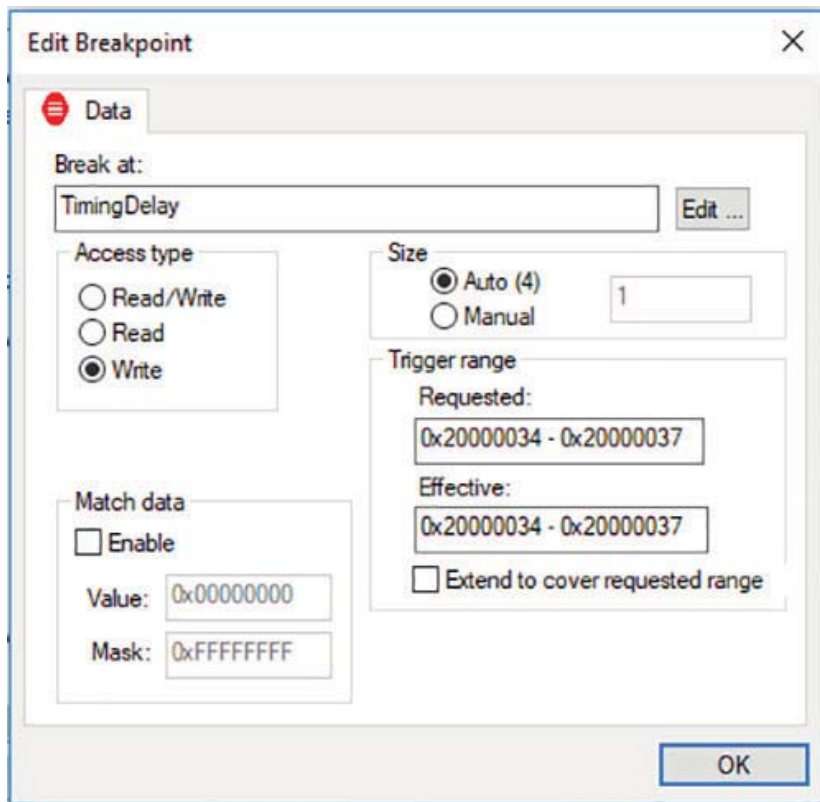 Edit Breakpoint
Data
Break at:
TimingDelay
Edit ...
Access type
Read/Write
Read
Write
Size
Auto (4)
Manual
1
Trigger range
Requested:
0x20000034 - 0x20000037
Effective:
0x20000034 - 0x20000037
Extend to cover requested range
Match data
Enable
Value: 0x00000000
Mask: 0xFFFFFFFF
OK